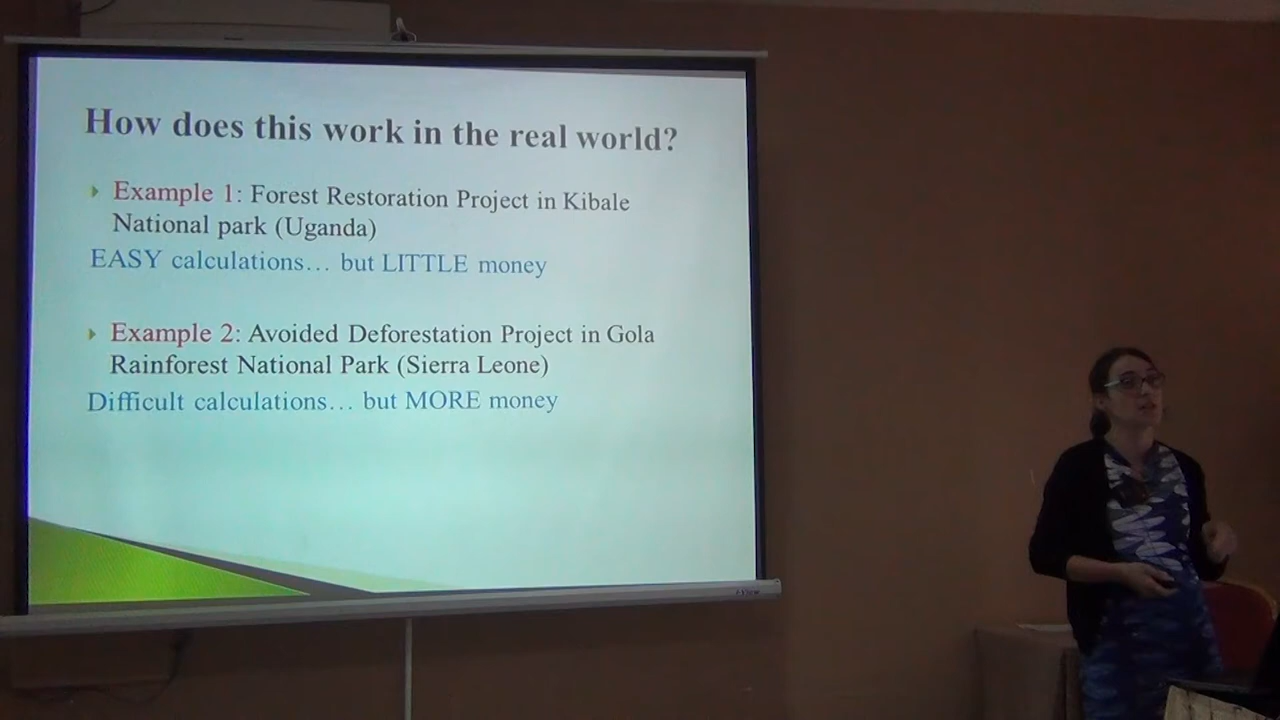 How does this work in the real world?
Example 1: Forest Restoration Project in Kibale
National park (Uganda)
EASY calculations… but LITTLE money
Example 2: Avoided Deforestation Project in Gola
Rainforest National Park (Sierra Leone)
Difficult calculations… but MORE money